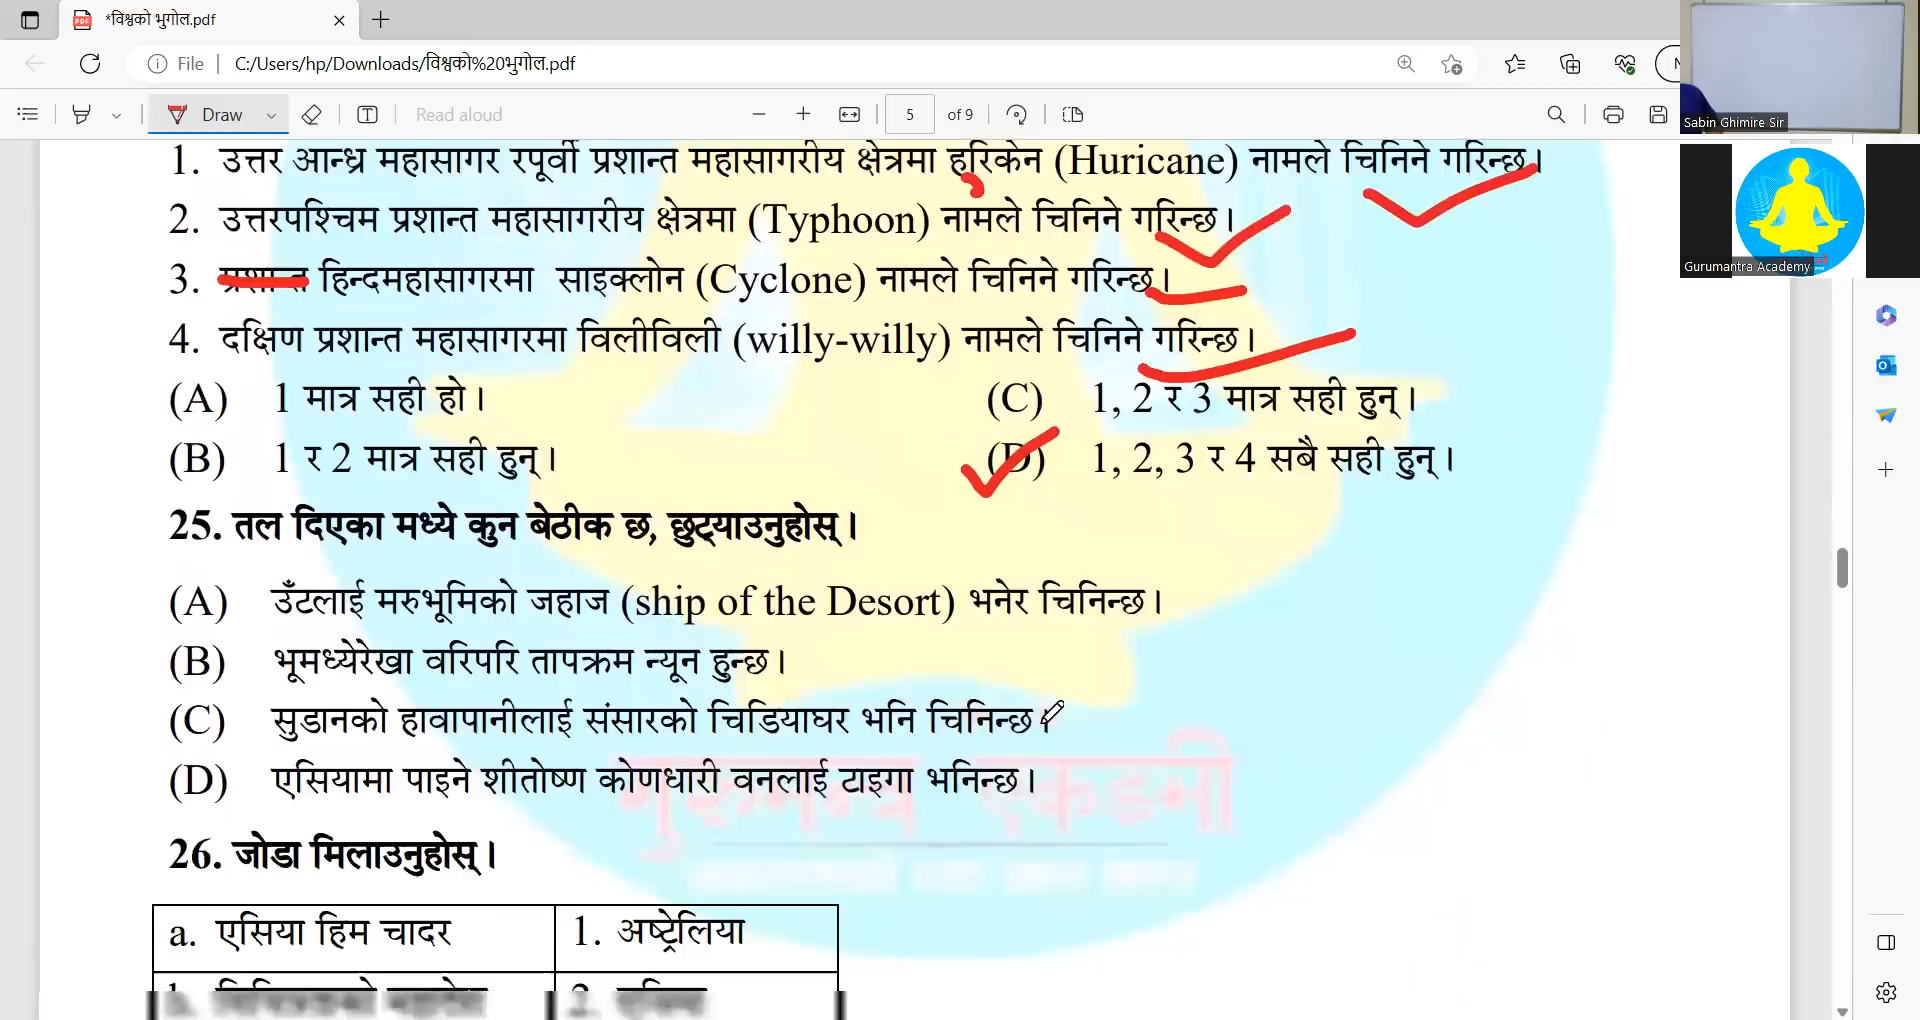 *विश्वको भुगोल.pdf
File C:/Users/hp/Downloads/विश्वको%20भुगोल.pdf
Draw Read aloud 5 of 9
Sabin Ghimire Sir
Gurumantra Academy
1. उत्तर आन्ध्र महासागर रपूर्वी प्रशान्त महासागरीय क्षेत्रमा हरिकेन (Huricane) नामले चिनिने गरिन्छ।
2. उत्तरपश्चिम प्रशान्त महासागरीय क्षेत्रमा (Typhoon) नामले चिनिने गरिन्छ।
3. प्रशान्त हिन्दमहासागरमा साइक्लोन (Cyclone) नामले चिनिने गरिन्छ।
4. दक्षिण प्रशान्त महासागरमा विलीविली (willy-willy) नामले चिनिने गरिन्छ।
(A) 1 मात्र सही हो। (C) 1, 2 र 3 मात्र सही हुन्।
(B) 1 र 2 मात्र सही हुन्। (D) 1, 2, 3 र 4 सबै सही हुन्।
25. तल दिएका मध्ये कुन बेठीक छ, छुट्याउनुहोस्।
(A) उँटलाई मरुभूमिको जहाज (ship of the Desort) भनेर चिनिन्छ।
(B) भूमध्येरेखा वरिपरि तापक्रम न्यून हुन्छ।
(C) सुडानको हावापानीलाई संसारको चिडियाघर भनि चिनिन्छ।
(D) एसियामा पाइने शीतोष्ण कोणधारी वनलाई टाइगा भनिन्छ।
गुरुमन्त्र एकेडमी
26. जोडा मिलाउनुहोस्।
a. एसिया हिम चादर 1. अष्ट्रेलिया